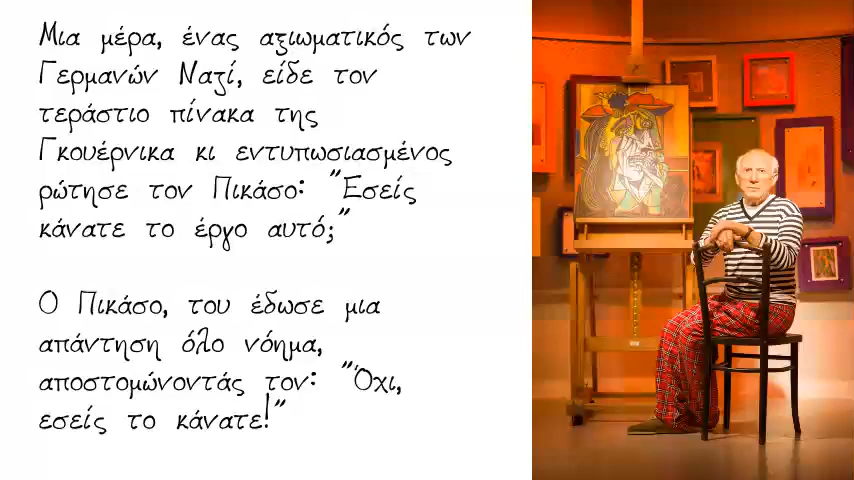 Μια μέρα, ένας αξιωματικός των
Γερμανών Ναζί, είδε τον
τεράστιο πίνακα της
Γκουέρνικα κι εντυπωσιασμένος
ρώτησε τον Πικάσο: "Εσείς
κάνατε το έργο αυτό;"
Ο Πικάσο, του έδωσε μια
απάντηση όλο νόημα,
αποστομώνοντάς τον: "Όχι,
εσείς το κάνατε!"